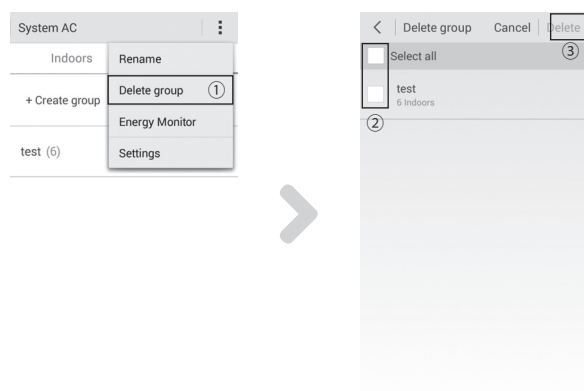 System AC
Indoors
Rename
+ Create group
Delete group ①
Energy Monitor
test (6)
Settings
Delete group Cancel Delete
③
Select all
test
6 Indoors
②